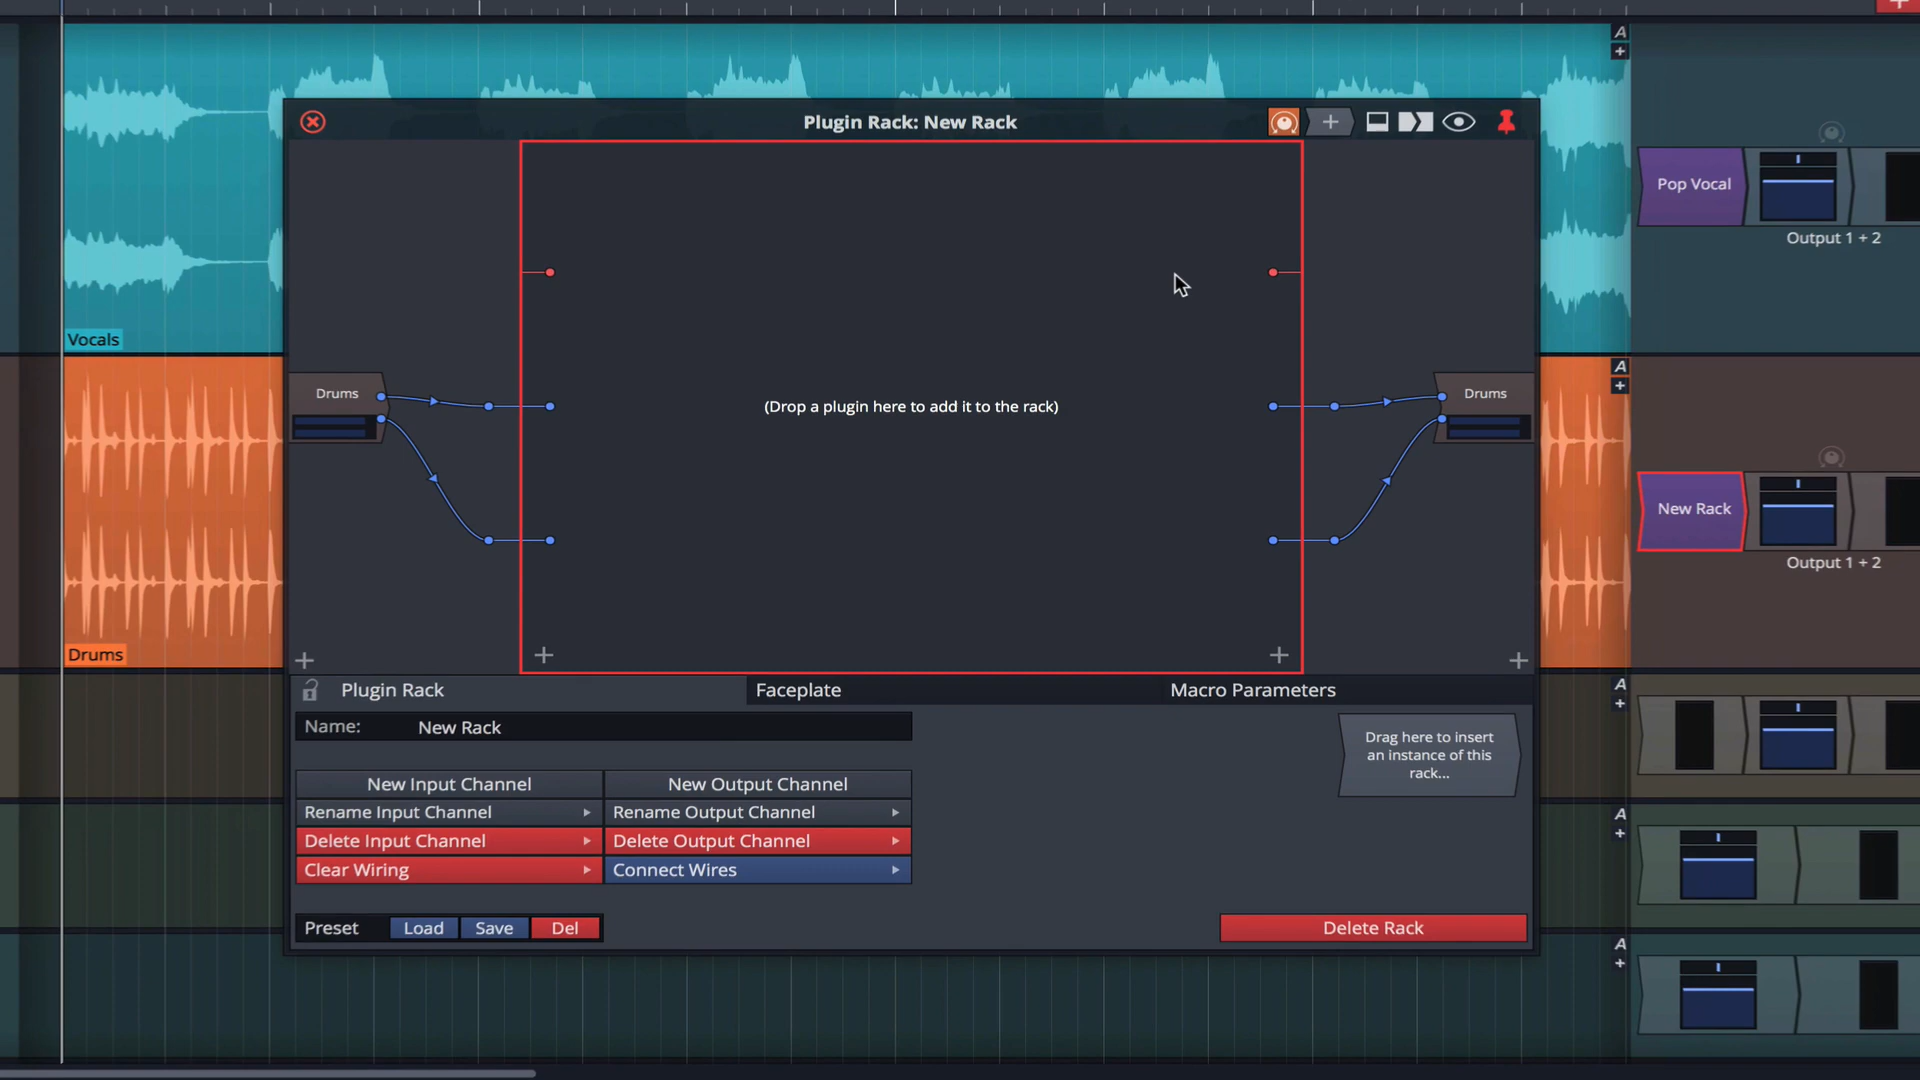 A
+
Plugin Rack: New Rack
Pop Vocal
Output 1 + 2
Vocals
A
+
Drums
Drums
(Drop a plugin here to add it to the rack)
New Rack
Output 1 + 2
Drums
Plugin Rack
Faceplate
Macro Parameters
A
+
Name:
New Rack
Drag here to insert
an instance of this
rack...
New Input Channel
New Output Channel
Rename Input Channel
Rename Output Channel
Delete Input Channel
Delete Output Channel
Clear Wiring
Connect Wires
A
+
Preset
Load
Save
Del
Delete Rack
A
+